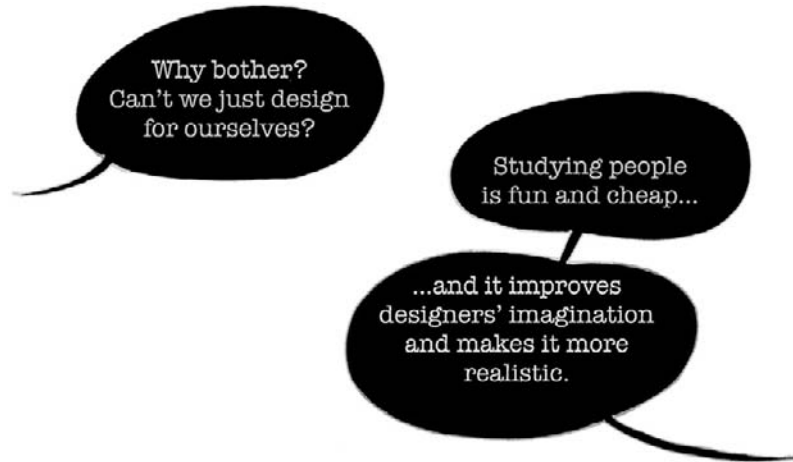 Why bother?
Can't we just design
for ourselves?
Studying people
is fun and cheap...
...and it improves
designers' imagination
and makes it more
realistic.